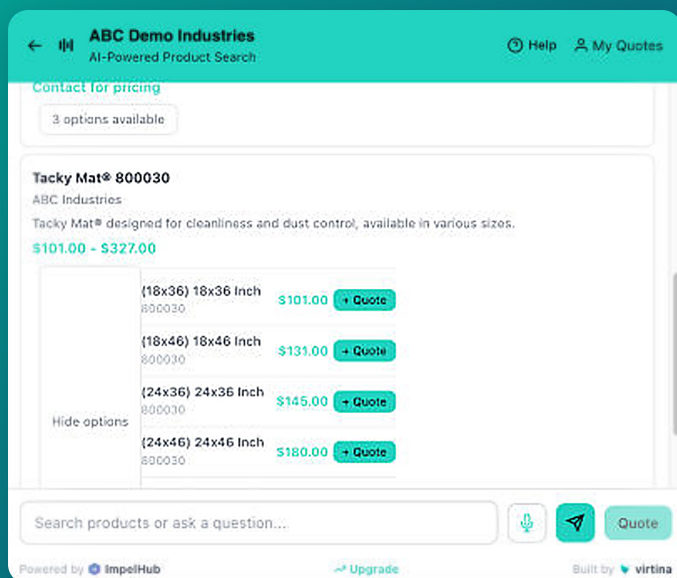 ABC Demo Industries
AI-Powered Product Search
Help
My Quotes
Contact for pricing
3 options available
Tacky Mat® 800030
ABC Industries
Tacky Mat® designed for cleanliness and dust control, available in various sizes.
$101.00 - $327.00
Hide options
(18x36) 18x36 Inch
800030
$101.00
+ Quote
(18x46) 18x46 Inch
800030
$131.00
+ Quote
(24x36) 24x36 Inch
800030
$145.00
+ Quote
(24x46) 24x46 Inch
800030
$180.00
+ Quote
Search products or ask a question...
Quote
Powered by ImpelHub
Upgrade
Built by virtina